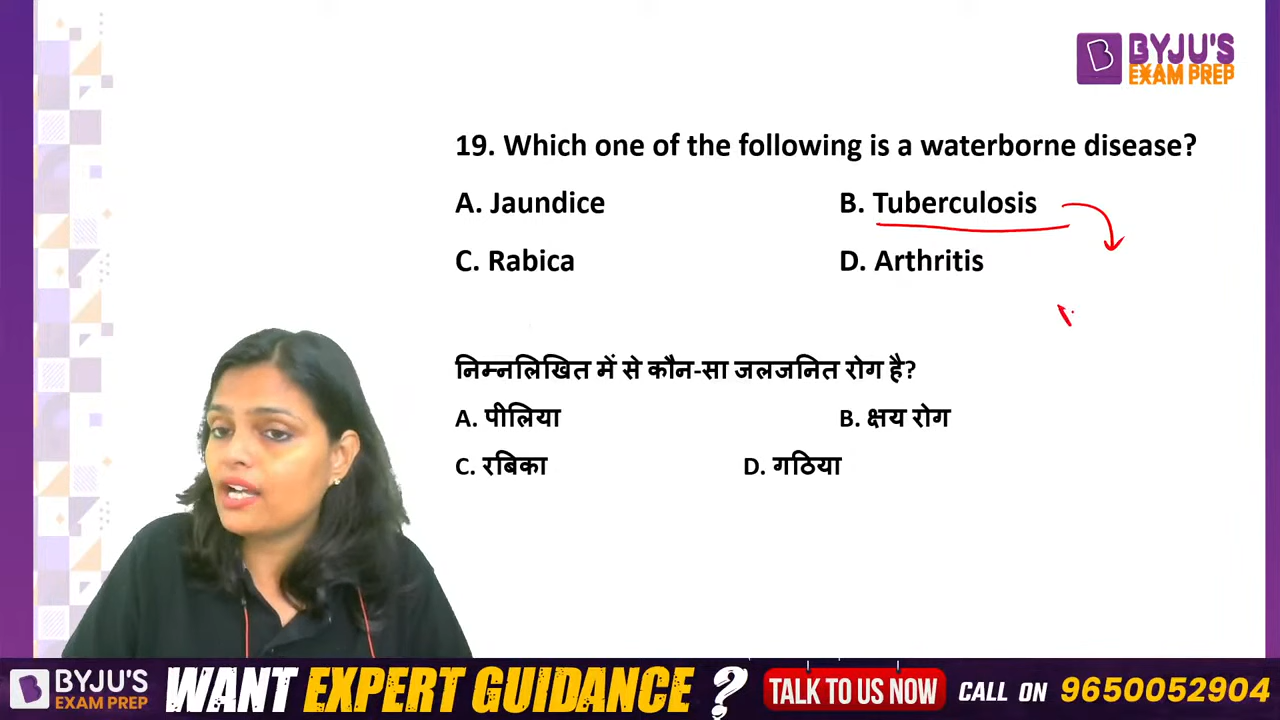 BYJU'S
EXAM PREP
19. Which one of the following is a waterborne disease?
A. Jaundice
B. Tuberculosis
C. Rabica
D. Arthritis
निम्नलिखित में से कौन-सा जलजनित रोग है?
A. पीलिया
B. क्षय रोग
C. रबिका
D. गठिया
BYJU'S
EXAM PREP
WANT EXPERT GUIDANCE ?
TALK TO US NOW
CALL ON 9650052904